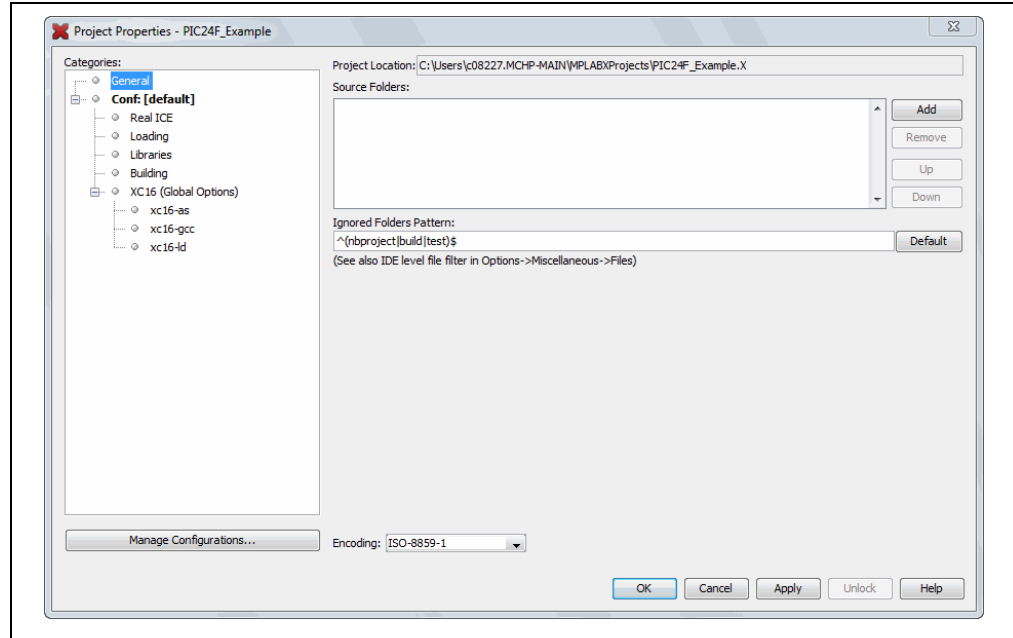 Project Properties - PIC24F_Example
Categories:
General
Conf: [default]
Real ICE
Loading
Libraries
Building
XC16 (Global Options)
xc16-as
xc16-gcc
xc16-ld
Manage Configurations...
Project Location: C:\Users\c08227.MCHP-MAIN\MPLABXProjects\PIC24F_Example.X
Source Folders:
Add
Remove
Up
Down
Ignored Folders Pattern:
^(nbproject|build|test)$
Default
(See also IDE level file filter in Options->Miscellaneous->Files)
Encoding: ISO-8859-1
OK Cancel Apply Unlock Help